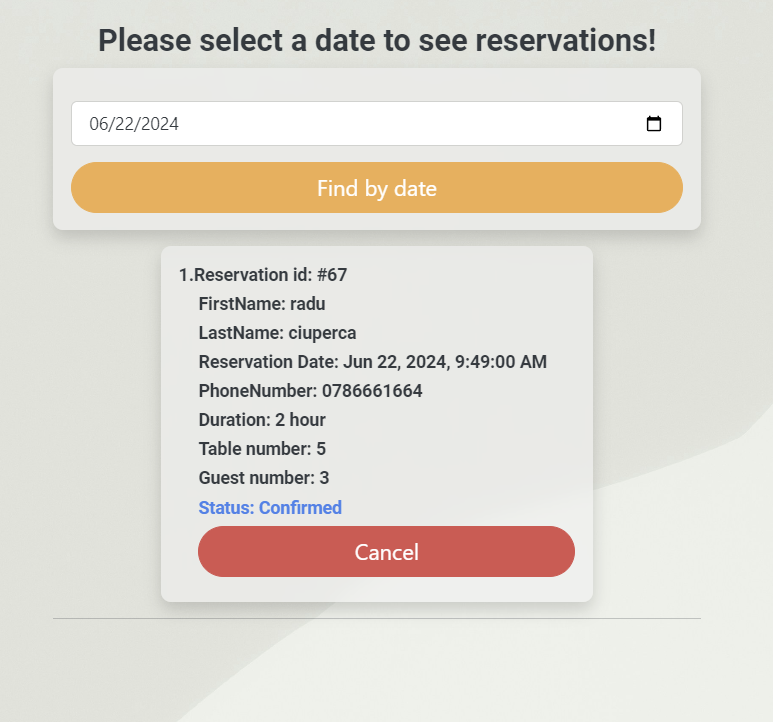 Please select a date to see reservations!
06/22/2024
Find by date
1.Reservation id: #67
FirstName: radu
LastName: ciuperca
Reservation Date: Jun 22, 2024, 9:49:00 AM
PhoneNumber: 0786661664
Duration: 2 hour
Table number: 5
Guest number: 3
Status: Confirmed
Cancel